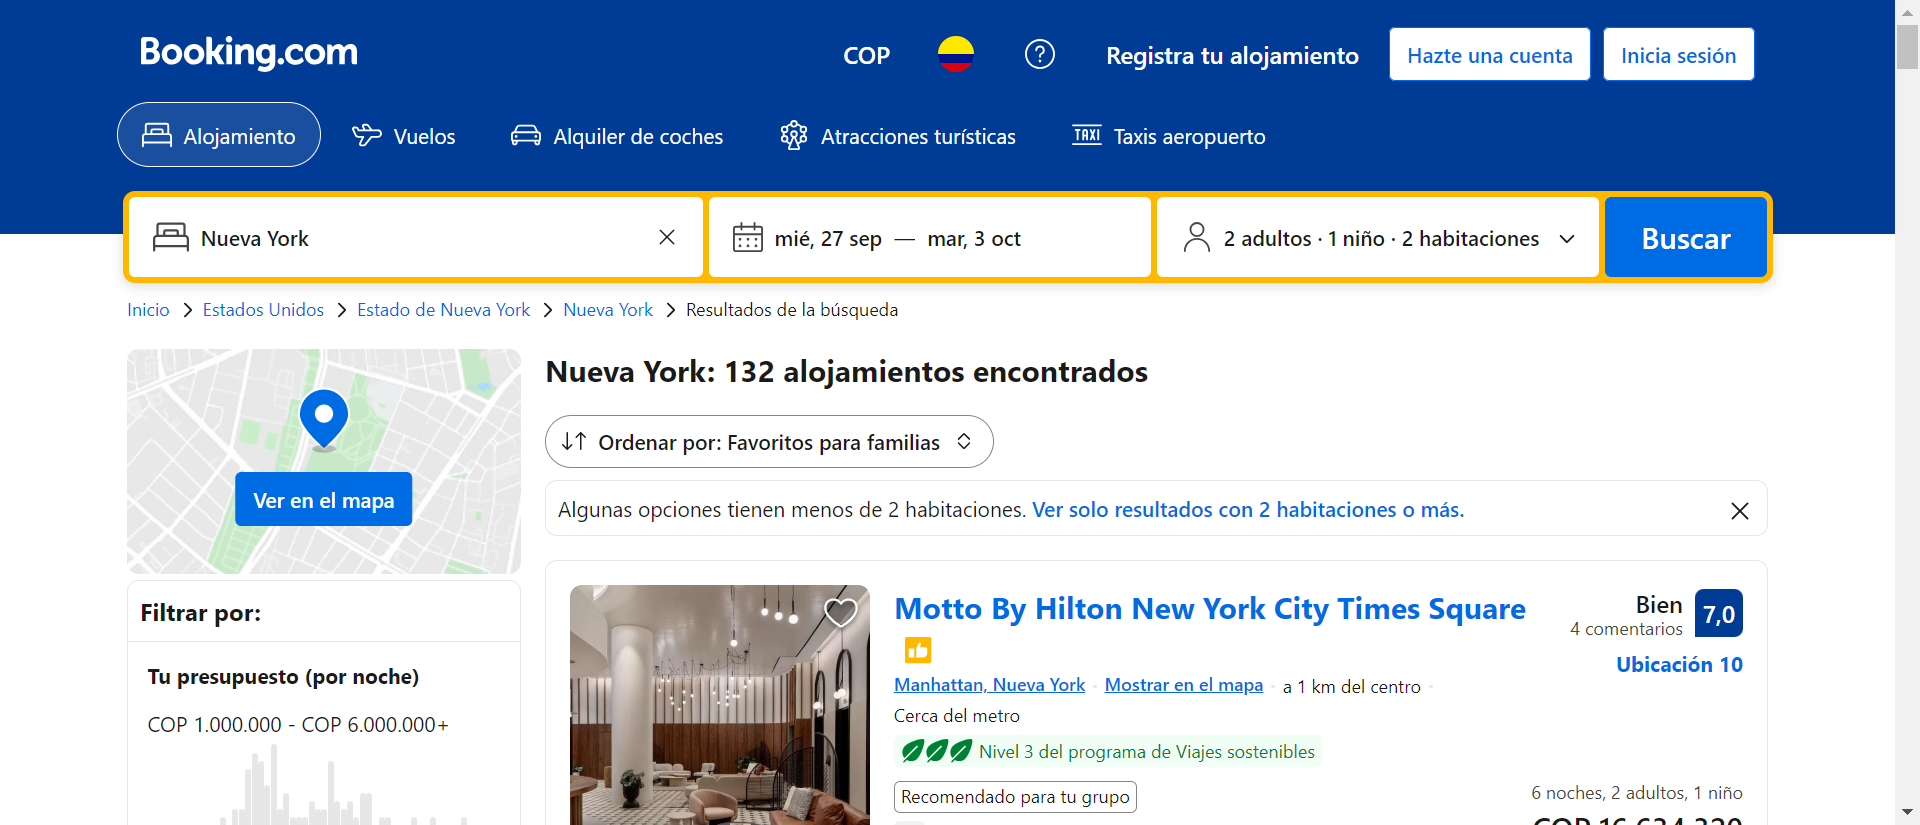 Booking.com
COP
Registra tu alojamiento
Hazte una cuenta
Inicia sesión
Alojamiento
Vuelos
Alquiler de coches
Atracciones turísticas
TAXI
Taxis aeropuerto
Nueva York
mié, 27 sep — mar, 3 oct
2 adultos · 1 niño · 2 habitaciones
Buscar
Inicio
Estados Unidos
Estado de Nueva York
Nueva York
Resultados de la búsqueda
Ver en el mapa
Filtrar por:
Tu presupuesto (por noche)
COP 1.000.000 - COP 6.000.000+
Nueva York: 132 alojamientos encontrados
Ordenar por: Favoritos para familias
Algunas opciones tienen menos de 2 habitaciones. Ver solo resultados con 2 habitaciones o más.
Motto By Hilton New York City Times Square
Bien
4 comentarios
7,0
Ubicación 10
Manhattan, Nueva York · Mostrar en el mapa · a 1 km del centro ·
Cerca del metro
Nivel 3 del programa de Viajes sostenibles
Recomendado para tu grupo
6 noches, 2 adultos, 1 niño
COP 16.634.320